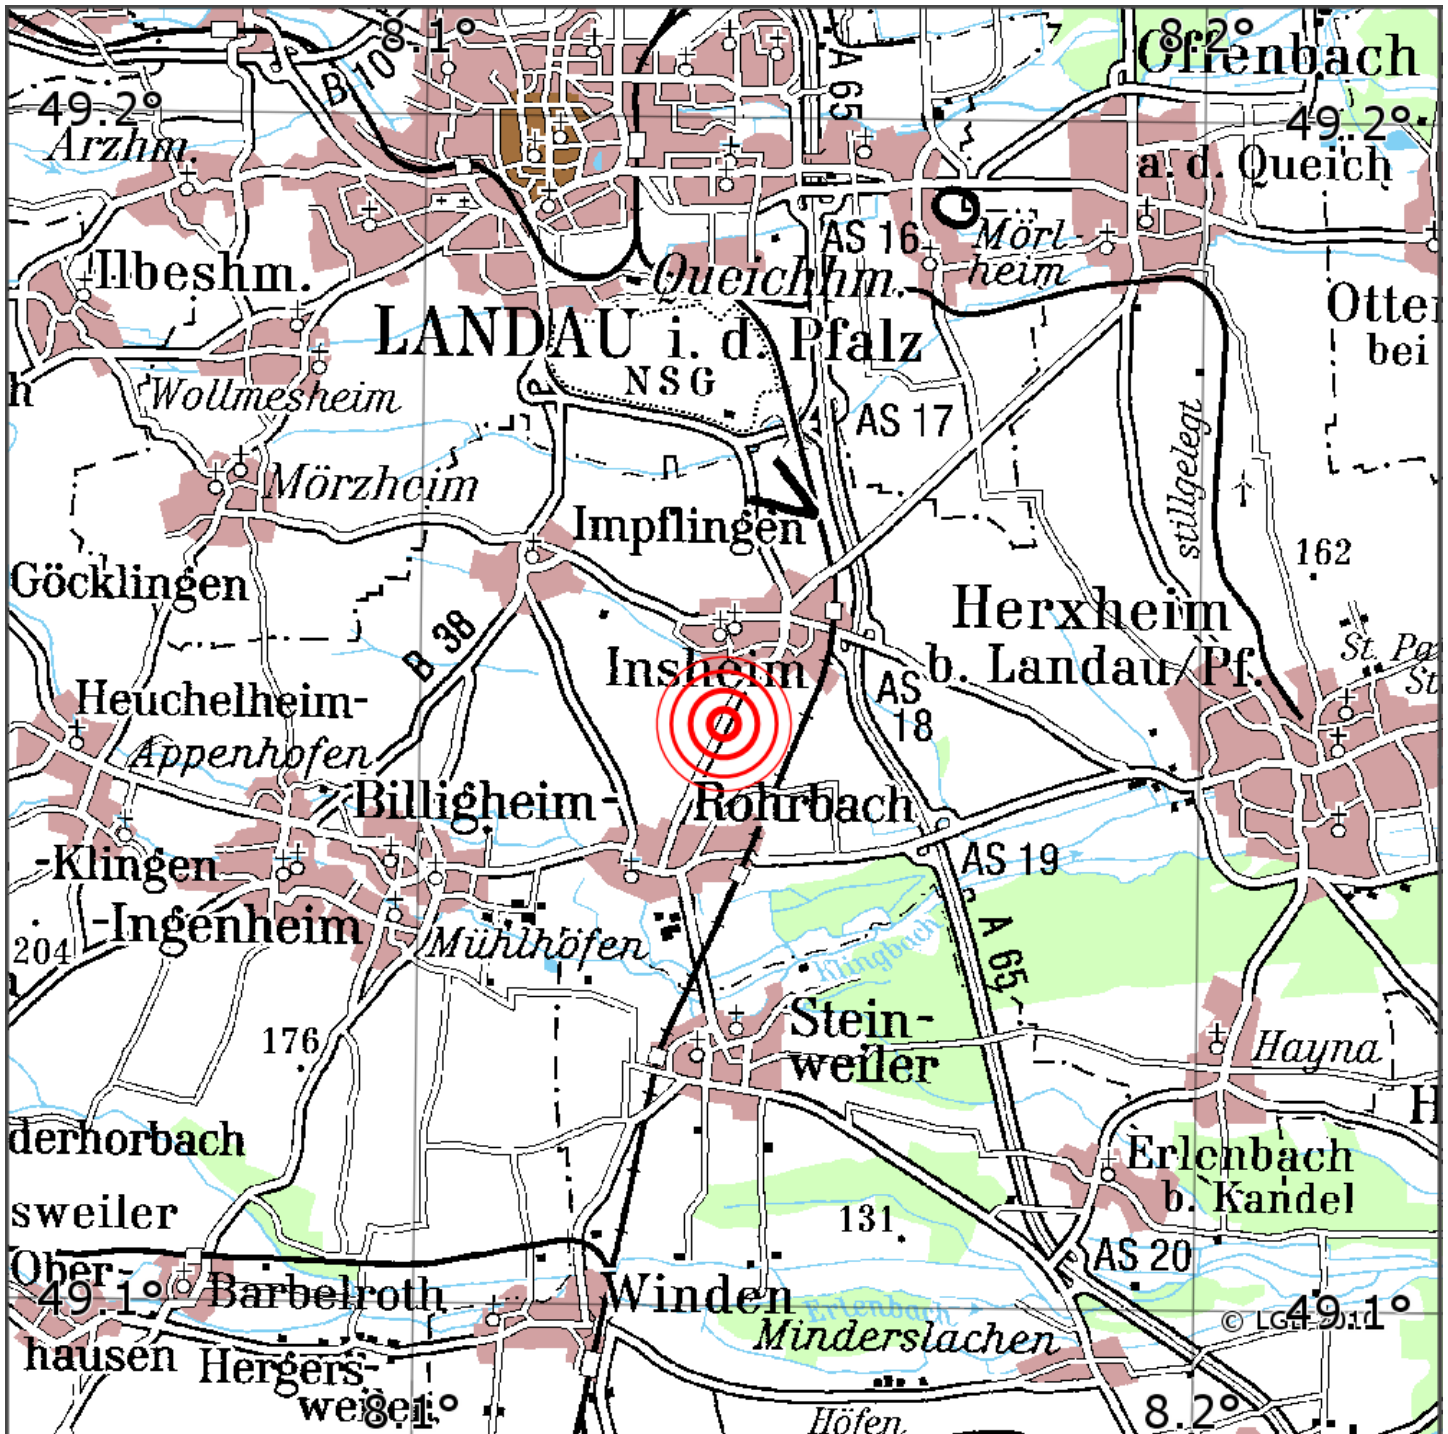 8.1°
8.2°
Offenbach
B 10
A 65
49.2°
49.2°
Arzhm.
a. d. Queich
AS 16
Mörl-
heim
Ilbeshm.
Queichhm.
LANDAU i. d. Pfalz
bei
NSG
Wollmesheim
AS 17
stillgelegt
Mörzheim
Impflingen
162
Göcklingen
Herxheim
b. Landau/Pf.
B 38
Insheim
AS
18
Heuchelheim-
Appenhofen
Billigheim-
Rohrbach
-Klingen
AS 19
-Ingenheim
Mühlhöfen
204
Klingbach
A 65
Stein-
weiler
176
Hayna
derhorbach
Erlenbach
b. Kandel
sweiler
131
AS 20
Ober-
49.1°
Barbelroth
Winden
Erlenbach
49.1°
Minderslachen
hausen
Hergers-
weiler
8.1°
8.2°
Höfen